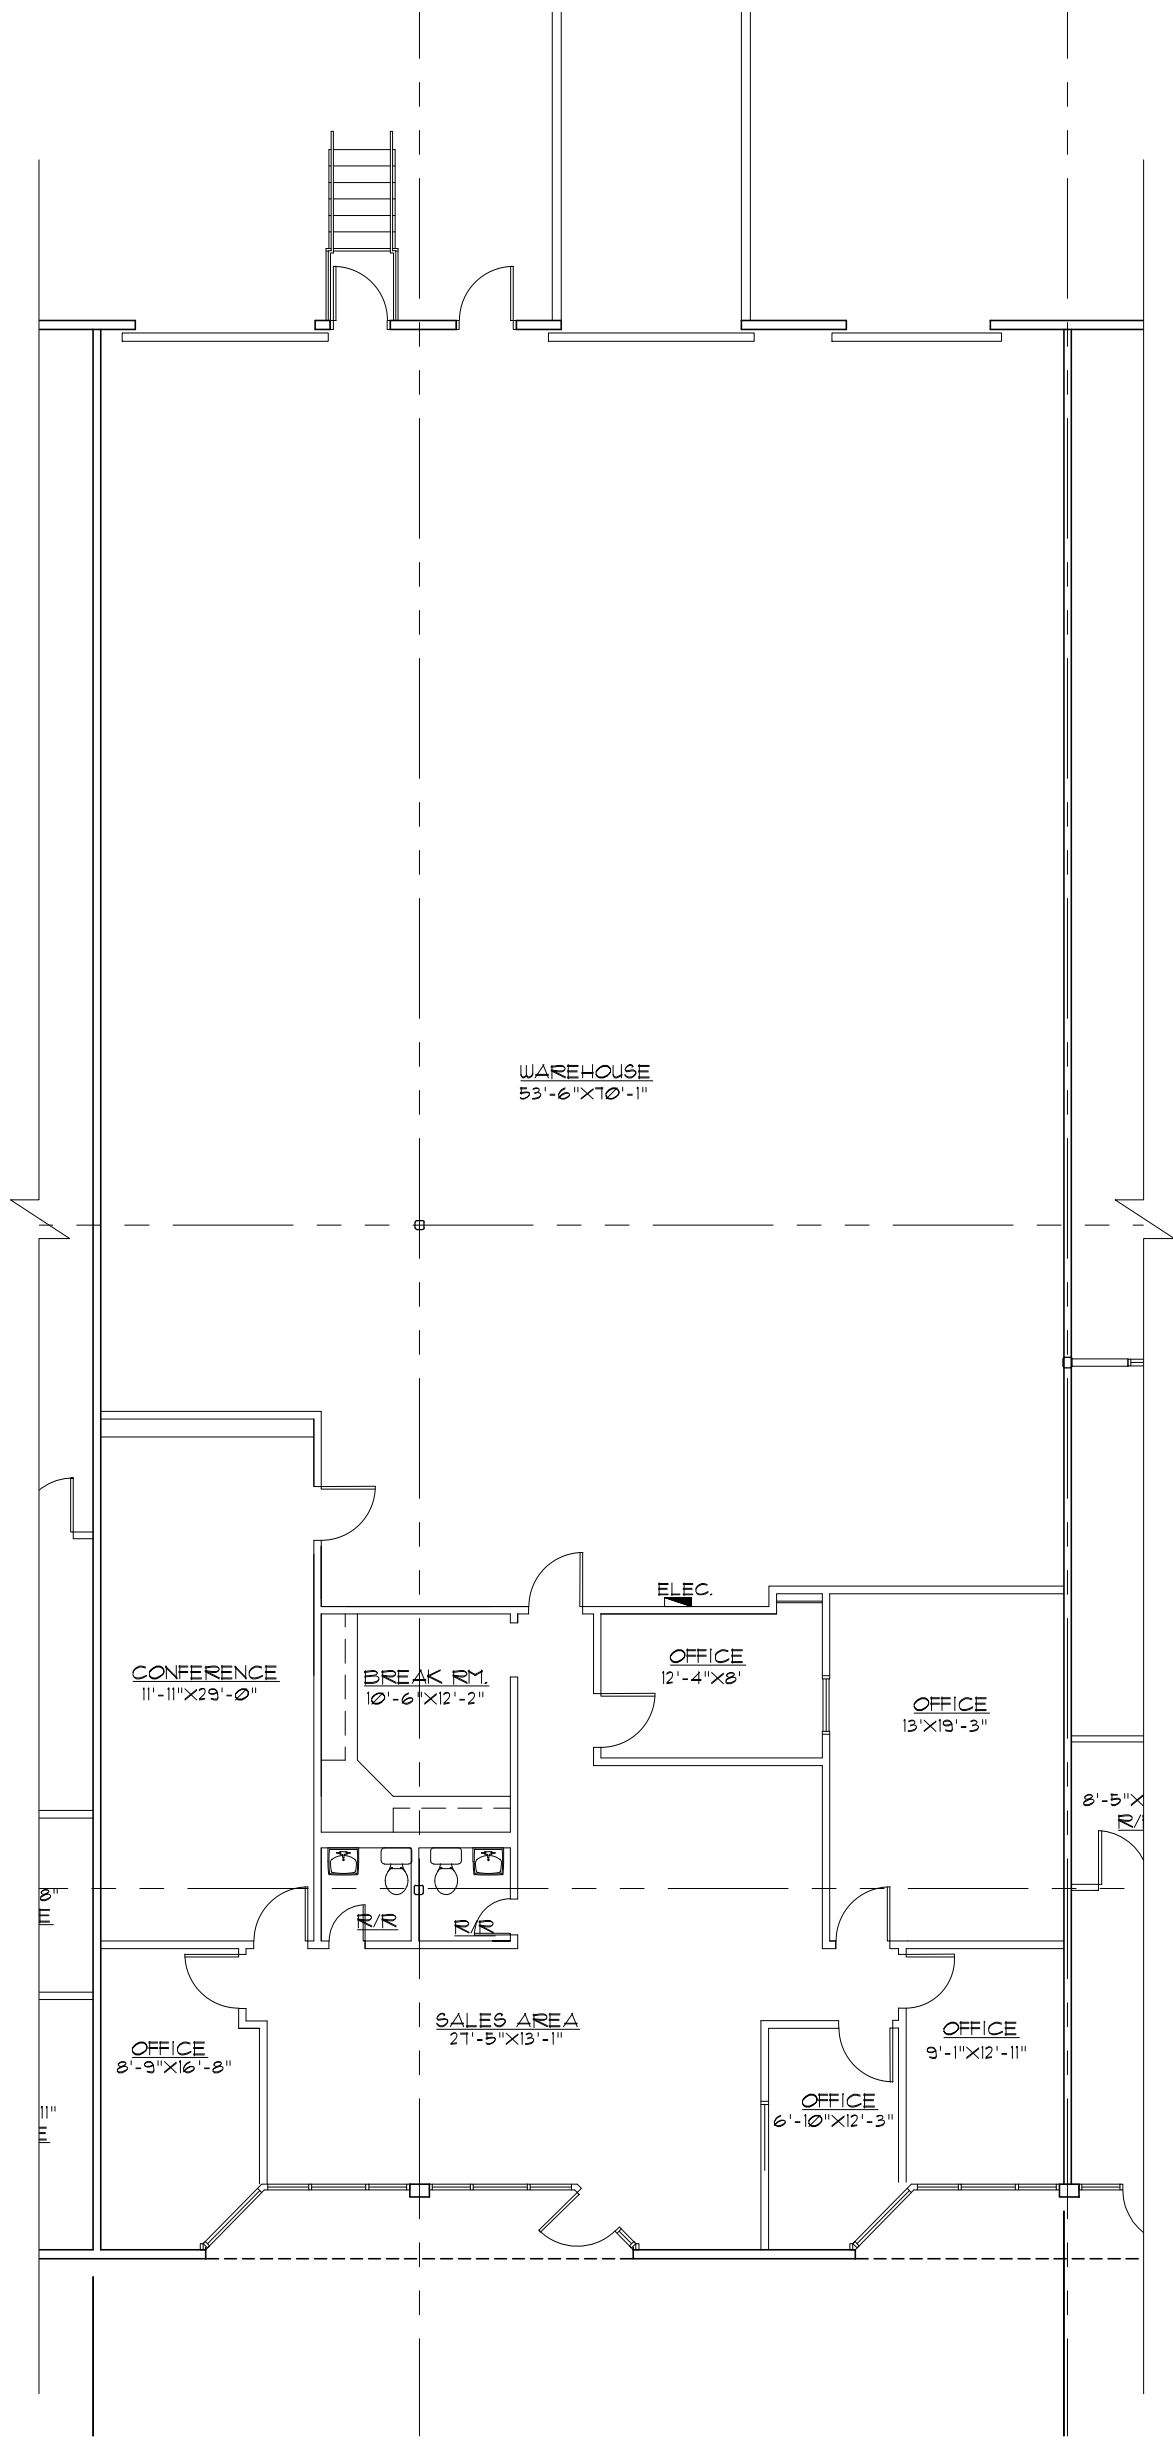 WAREHOUSE
53'-6"X70'-1"
ELEC.
OFFICE
12'-4"X8'
CONFERENCE
11'-11"X29'-0"
BREAK RM.
10'-6"X12'-2"
OFFICE
13'X19'-3"
8'-5"X
R/
8"
E
R/R
R/R
SALES AREA
27'-5"X13'-1"
OFFICE
8'-9"X16'-8"
OFFICE
9'-1"X12'-11"
OFFICE
6'-10"X12'-3"
11"
E